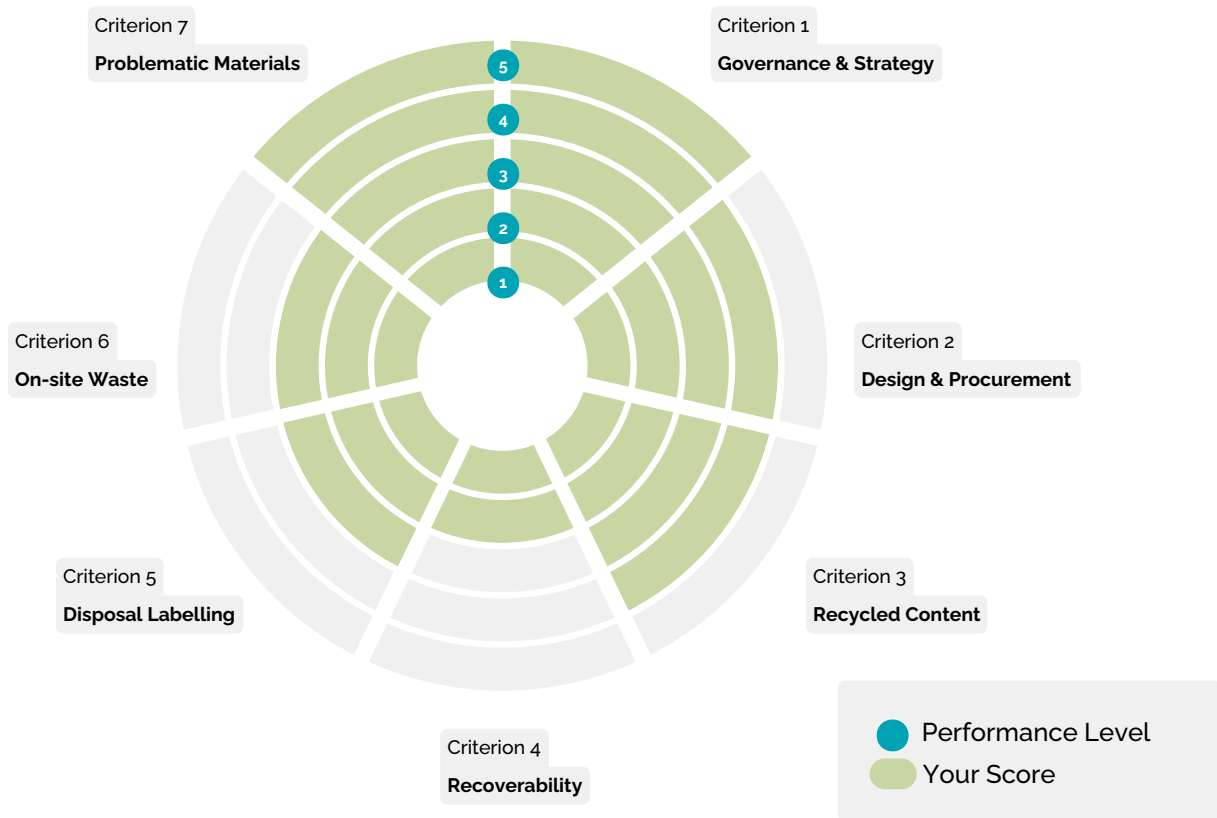 Criterion 7
Problematic Materials
Criterion 1
Governance & Strategy
5
4
3
2
1
Criterion 6
On-site Waste
Criterion 2
Design & Procurement
Criterion 5
Disposal Labelling
Criterion 3
Recycled Content
Criterion 4
Recoverability
Performance Level
Your Score